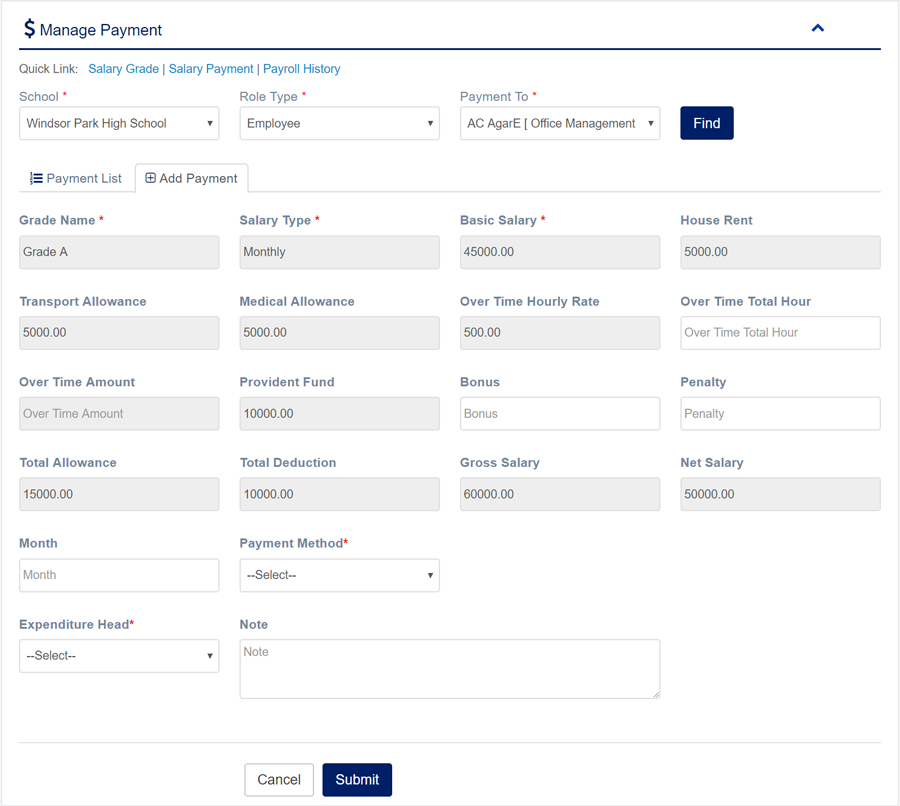 $ Manage Payment
Quick Link: Salary Grade | Salary Payment | Payroll History
School * Role Type * Payment To *
Windsor Park High School Employee AC AgarE [ Office Management Find
Payment List Add Payment
Grade Name * Salary Type * Basic Salary * House Rent
Grade A Monthly 45000.00 5000.00
Transport Allowance Medical Allowance Over Time Hourly Rate Over Time Total Hour
5000.00 5000.00 500.00 Over Time Total Hour
Over Time Amount Provident Fund Bonus Penalty
Over Time Amount 10000.00 Bonus Penalty
Total Allowance Total Deduction Gross Salary Net Salary
15000.00 10000.00 60000.00 50000.00
Month Payment Method*
Month --Select--
Expenditure Head* Note
--Select-- Note
Cancel Submit